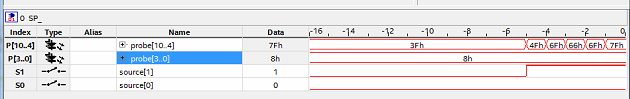 0 SP_
Index Type Alias Name Data -16 -14 -12 -10 -8 -6 -4 -2 0
P[10..4] probe[10..4] 7Fh 3Fh 4Fh 6Fh 66h 6Fh 7Fh
P[3..0] probe[3..0] 8h 8h
S1 source[1] 1
S0 source[0] 0